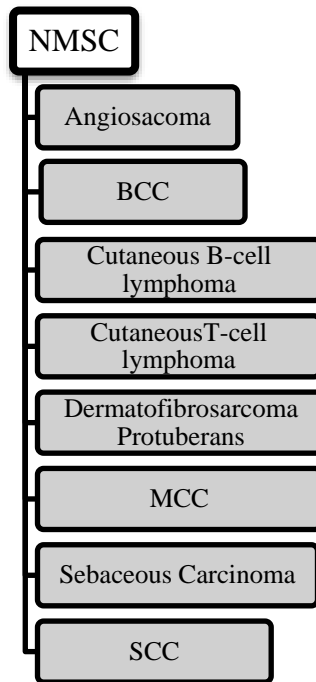 NMSC
Angiosacoma
BCC
Cutaneous B-cell
lymphoma
CutaneousT-cell
lymphoma
Dermatofibrosarcoma
Protuberans
MCC
Sebaceous Carcinoma
SCC